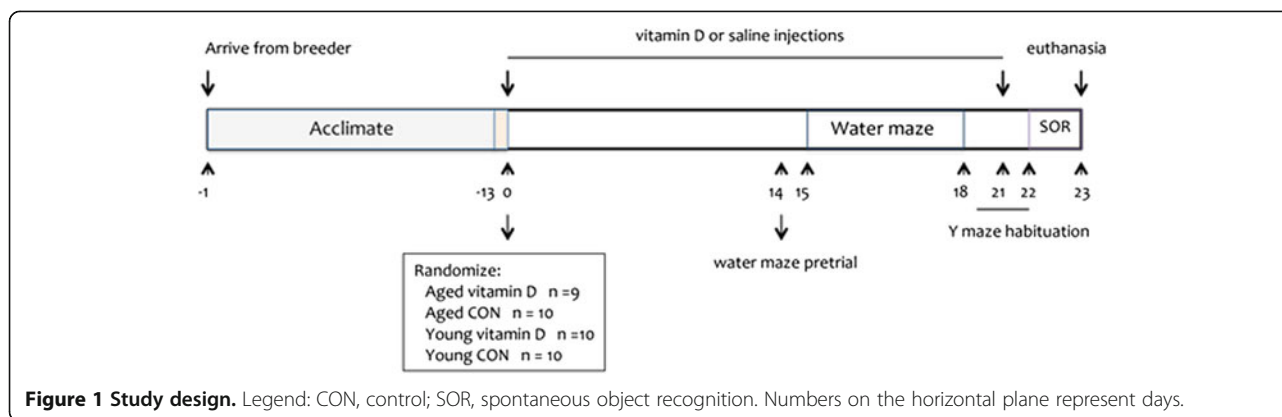 Arrive from breeder
vitamin D or saline injections
euthanasia
Acclimate
Water maze
SOR
-1
-13
0
14
15
18
21
22
23
Y maze habituation
water maze pretrial
Randomize:
Aged vitamin D n =9
Aged CON n = 10
Young vitamin D n =10
Young CON n = 10
Figure 1 Study design. Legend: CON, control; SOR, spontaneous object recognition. Numbers on the horizontal plane represent days.